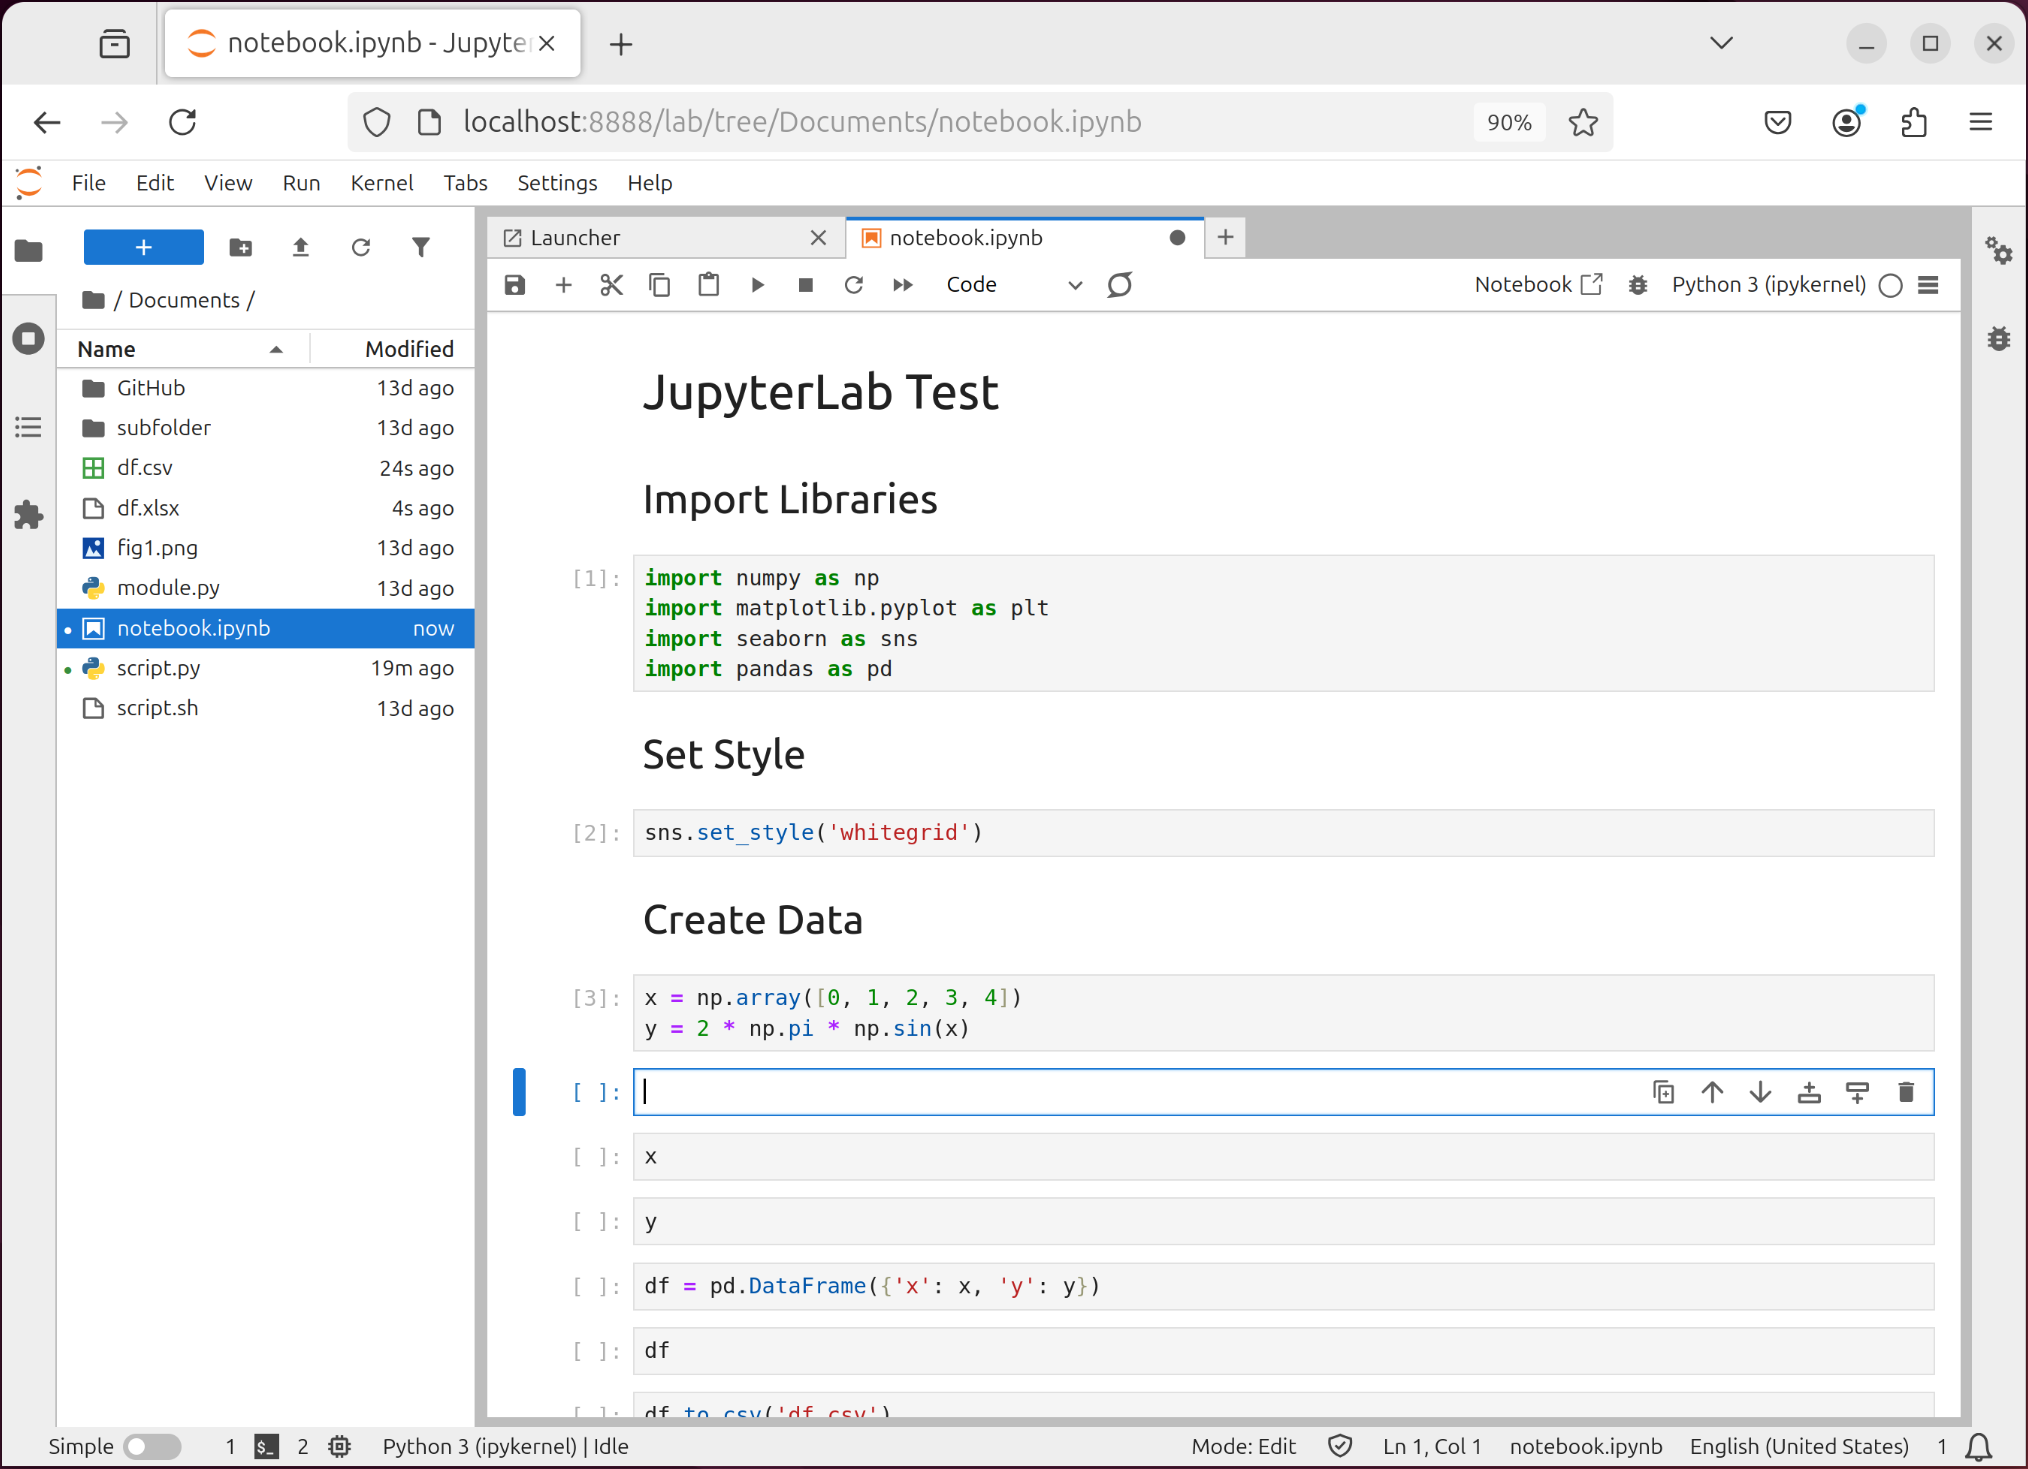 notebook.ipynb - Jupyter
localhost:8888/lab/tree/Documents/notebook.ipynb
90%
File Edit View Run Kernel Tabs Settings Help
/ Documents /
Name Modified
GitHub 13d ago
subfolder 13d ago
df.csv 24s ago
df.xlsx 4s ago
fig1.png 13d ago
module.py 13d ago
notebook.ipynb now
script.py 19m ago
script.sh 13d ago
Launcher notebook.ipynb
Code Notebook Python 3 (ipykernel)
JupyterLab Test
Import Libraries
[1]: import numpy as np
import matplotlib.pyplot as plt
import seaborn as sns
import pandas as pd
Set Style
[2]: sns.set_style('whitegrid')
Create Data
[3]: x = np.array([0, 1, 2, 3, 4])
y = 2 * np.pi * np.sin(x)
[ ]:
[ ]: x
[ ]: y
[ ]: df = pd.DataFrame({'x': x, 'y': y})
[ ]: df
[ ]: df.to_csv('df.csv')
Simple 1 $_ 2 Python 3 (ipykernel) | Idle Mode: Edit Ln 1, Col 1 notebook.ipynb English (United States) 1